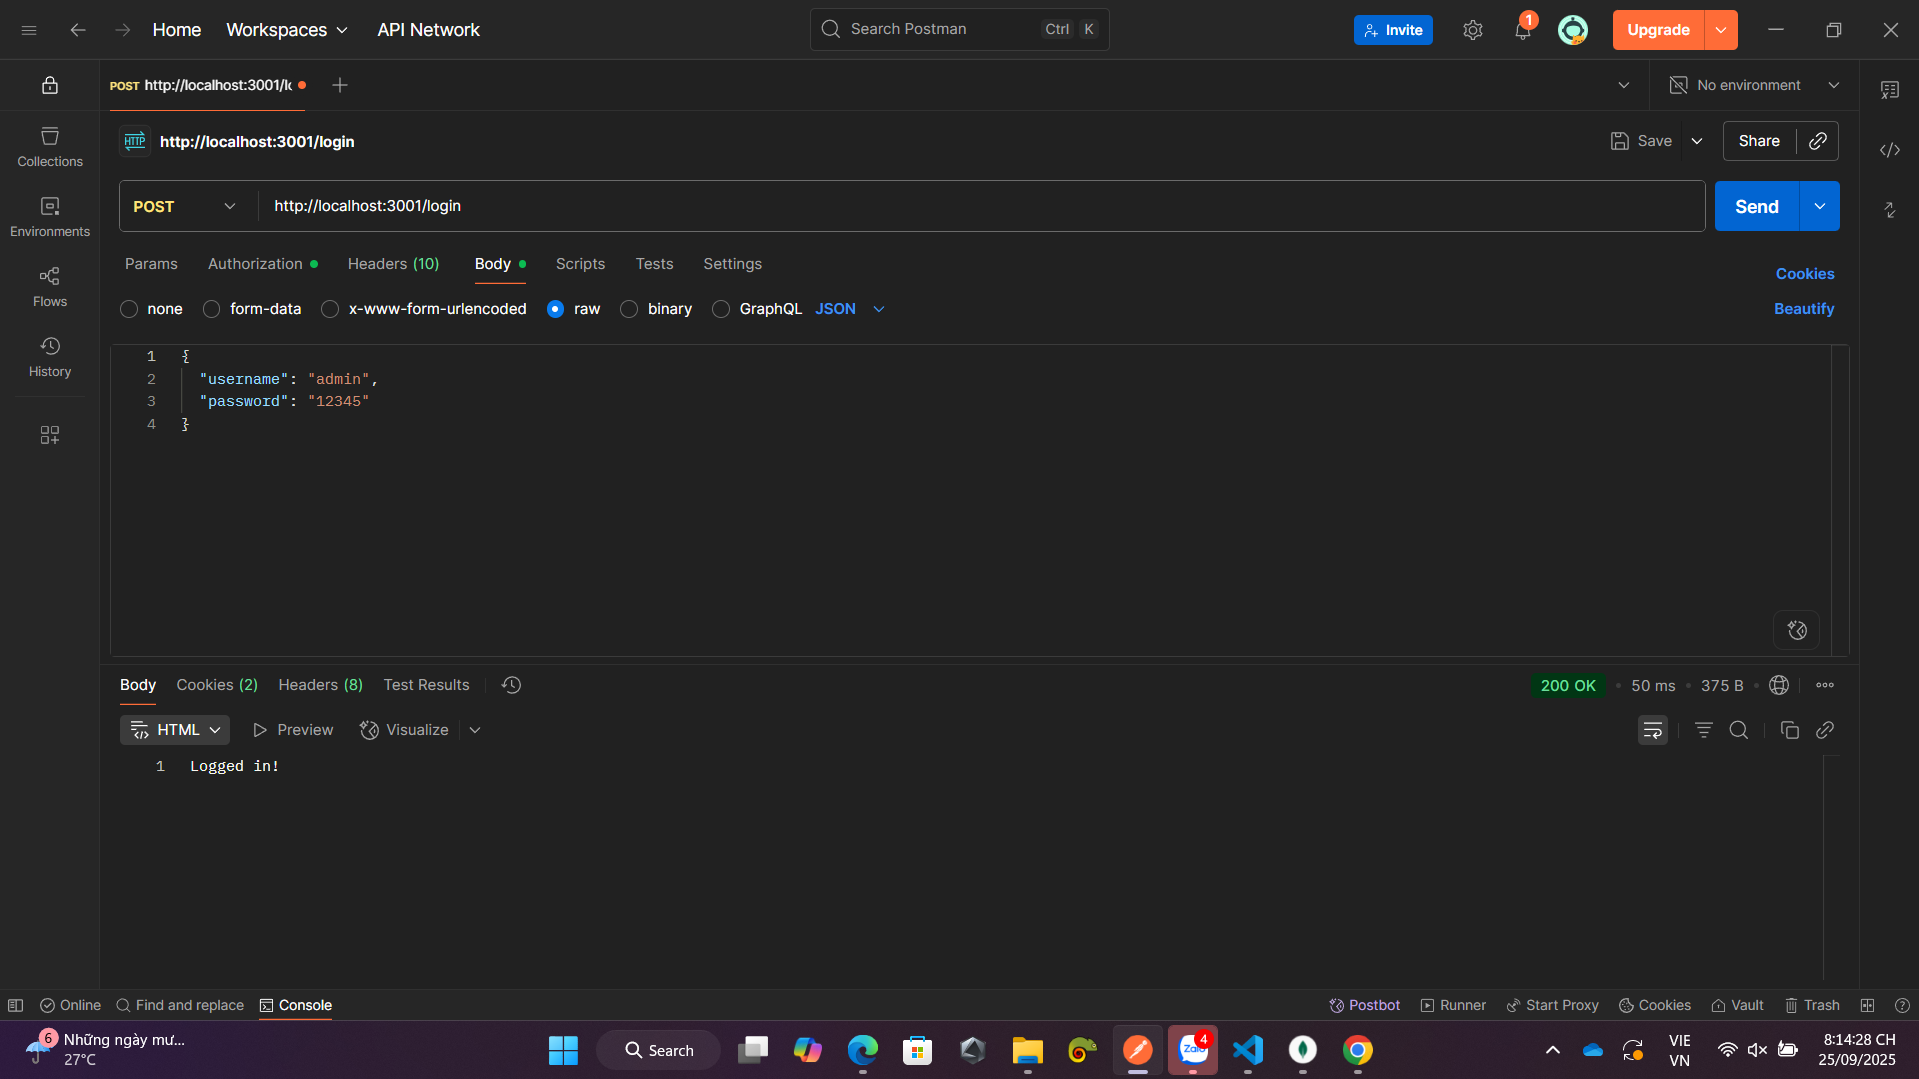 Home Workspaces API Network Search Postman Ctrl K Invite 1 Upgrade
POST http://localhost:3001/lo No environment
HTTP http://localhost:3001/login Save Share
Collections
POST http://localhost:3001/login Send
Environments
Params Authorization Headers (10) Body Scripts Tests Settings Cookies
Flows
none form-data x-www-form-urlencoded raw binary GraphQL JSON Beautify
History
1 {
2 "username": "admin",
3 "password": "12345"
4 }
Body Cookies (2) Headers (8) Test Results 200 OK • 50 ms • 375 B •
HTML Preview Visualize
1 Logged in!
Online Find and replace Console Postbot Runner Start Proxy Cookies Vault Trash
6 Những ngày mư...
27°C
Search
Zalo 4
VIE
VN
8:14:28 CH
25/09/2025